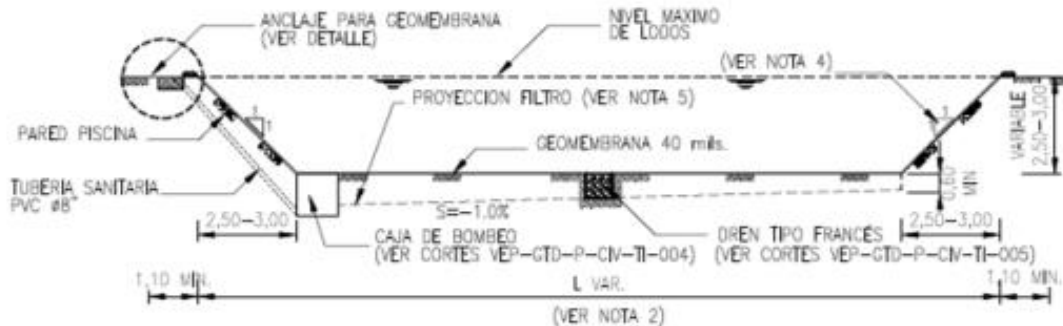 ANCLAJE PARA GEOMEMBRANA
(VER DETALLE)
NIVEL MAXIMO
DE LODOS
(VER NOTA 4)
PROYECCION FILTRO (VER NOTA 5)
1
1
1
PARED PISCINA
GEOMEMBRANA 40 mils.
VARIABLE
2,50-3,00
0,60
MIN
TUBERIA SANITARIA
PVC ø8"
2,50-3,00
S=-1.0%
CAJA DE BOMBEO
(VER CORTES VEP-GTD-P-CIV-TI-004)
DREN TIPO FRANCÉS
(VER CORTES VEP-GTD-P-CIV-TI-005)
2,50-3,00
1,10 MIN.
L VAR.
1,10 MIN.
(VER NOTA 2)